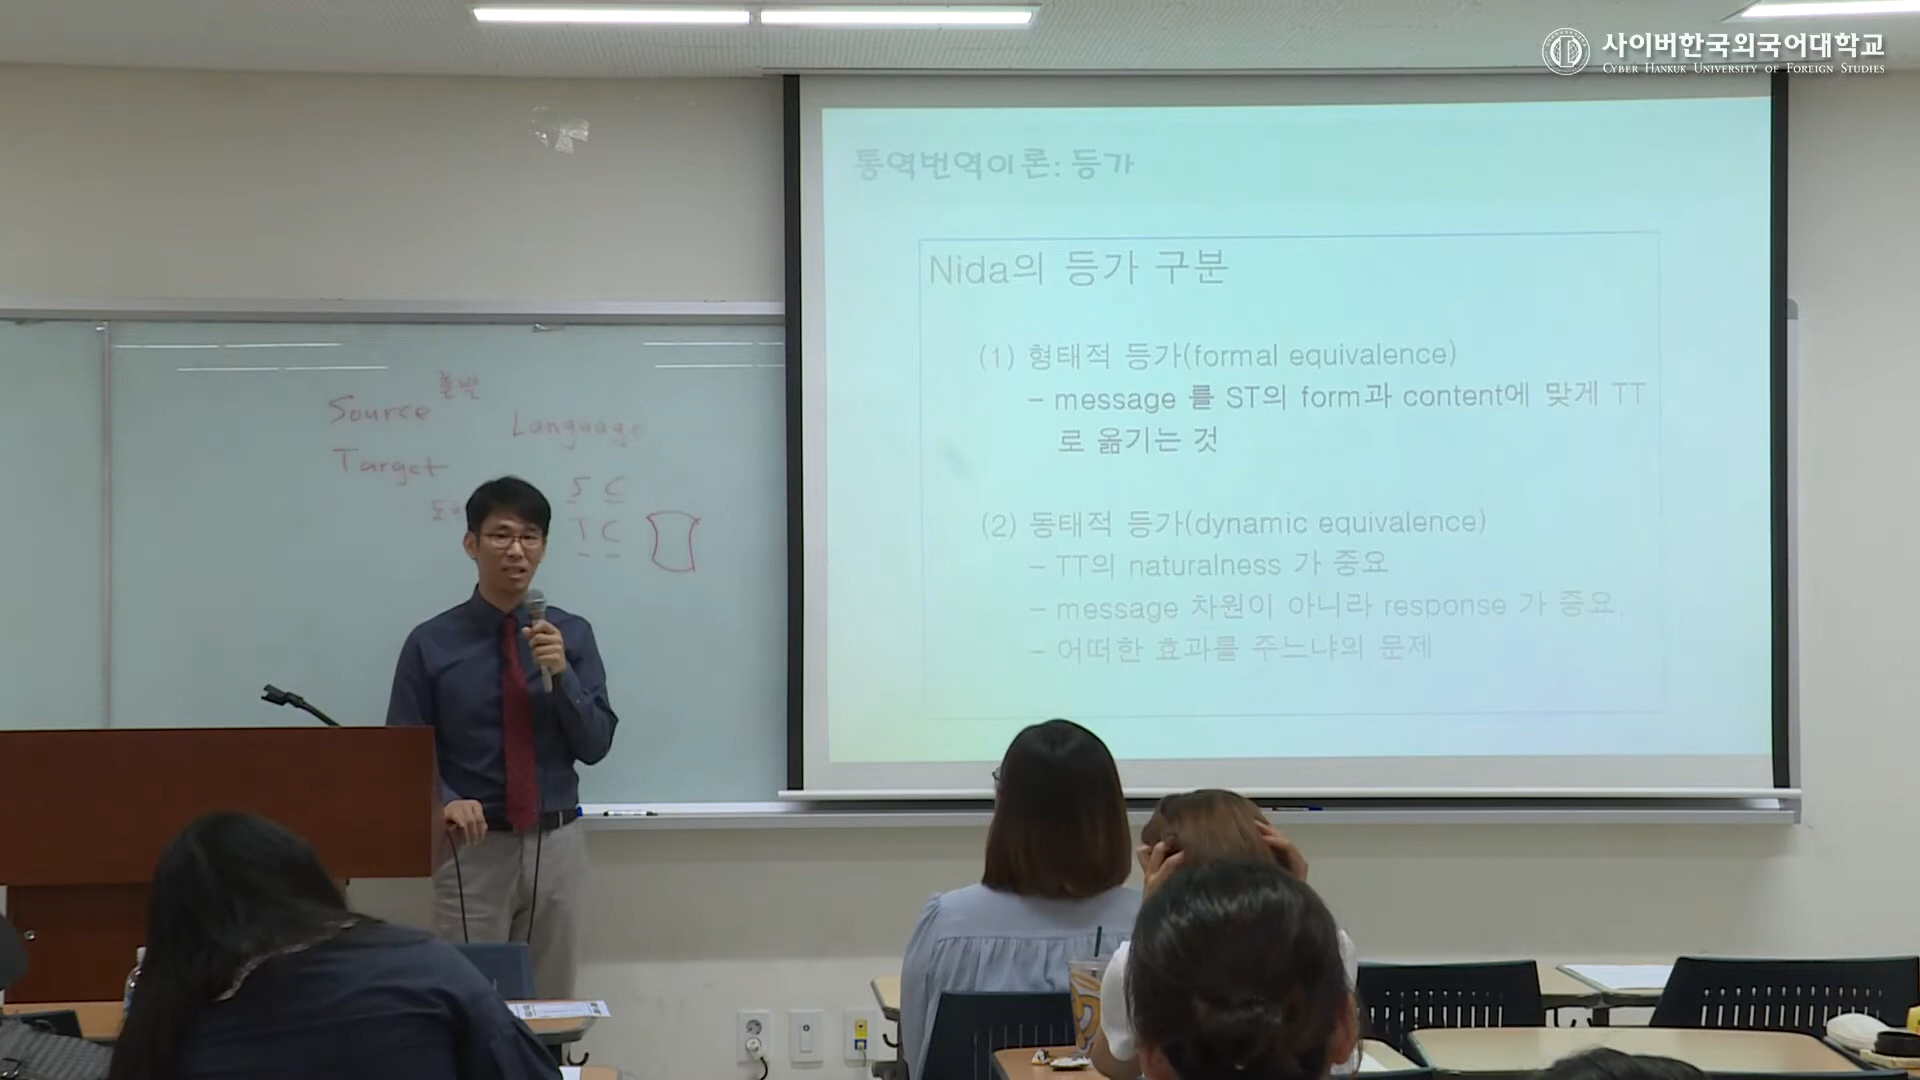 사이버한국외국어대학교
CYBER HANKUK UNIVERSITY OF FOREIGN STUDIES
통역번역이론: 등가
Nida의 등가 구분
(1) 형태적 등가(formal equivalence)
– message 를 ST의 form과 content에 맞게 TT
로 옮기는 것
(2) 동태적 등가(dynamic equivalence)
– TT의 naturalness 가 중요
– message 차원이 아니라 response 가 중요
– 어떠한 효과를 주느냐의 문제
출발
Source
Language
Target
S C
T C